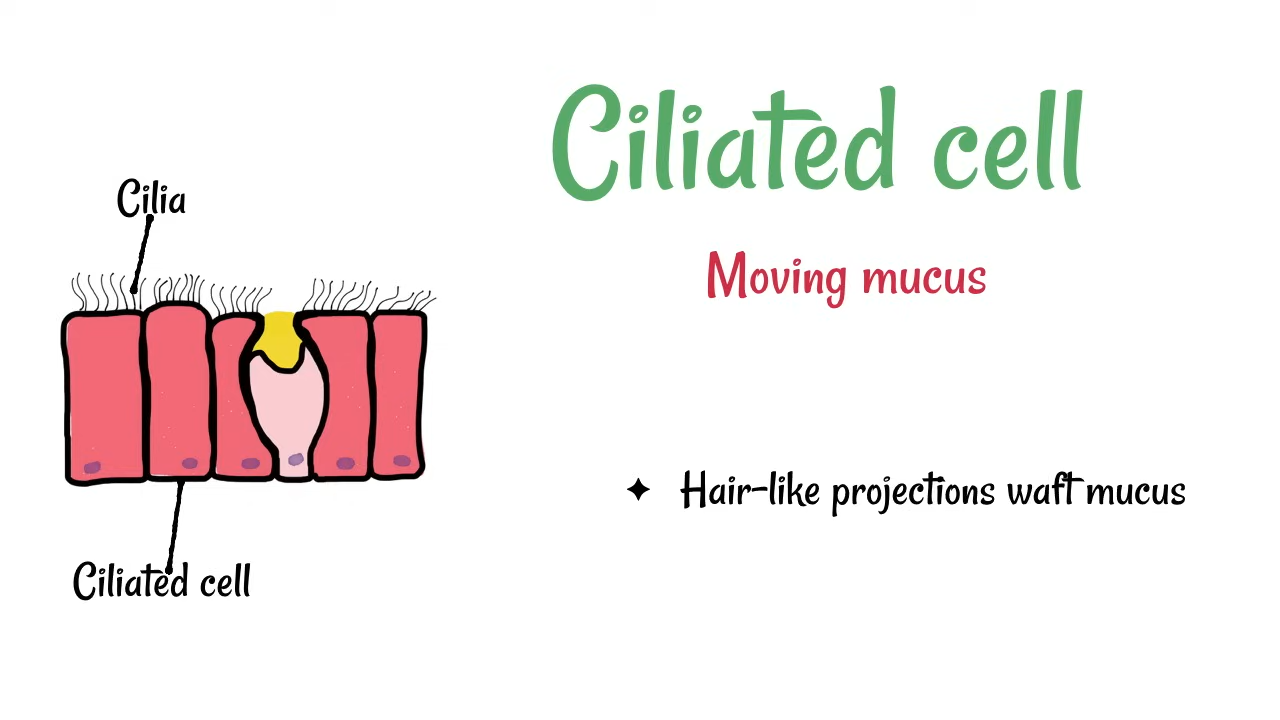 Ciliated cell
Moving mucus
Cilia
✦ Hair-like projections waft mucus
Ciliated cell